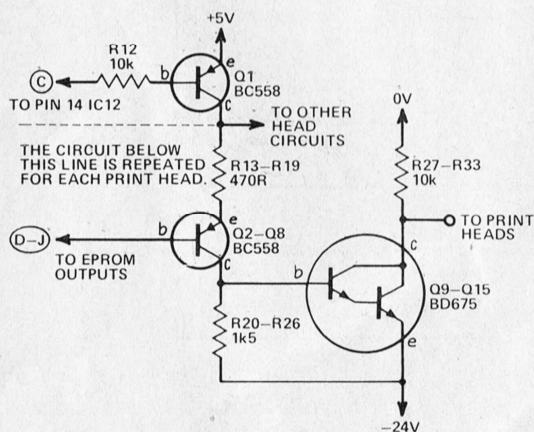 +5V
R12
10k
C
b
e
Q1
BC558
c
TO PIN 14 IC12
TO OTHER
HEAD
CIRCUITS
0V
THE CIRCUIT BELOW
THIS LINE IS REPEATED
FOR EACH PRINT HEAD.
R13–R19
470R
R27–R33
10k
TO PRINT
HEADS
D–J
b
e
Q2–Q8
BC558
c
TO EPROM
OUTPUTS
b
c
Q9–Q15
BD675
e
R20–R26
1k5
–24V